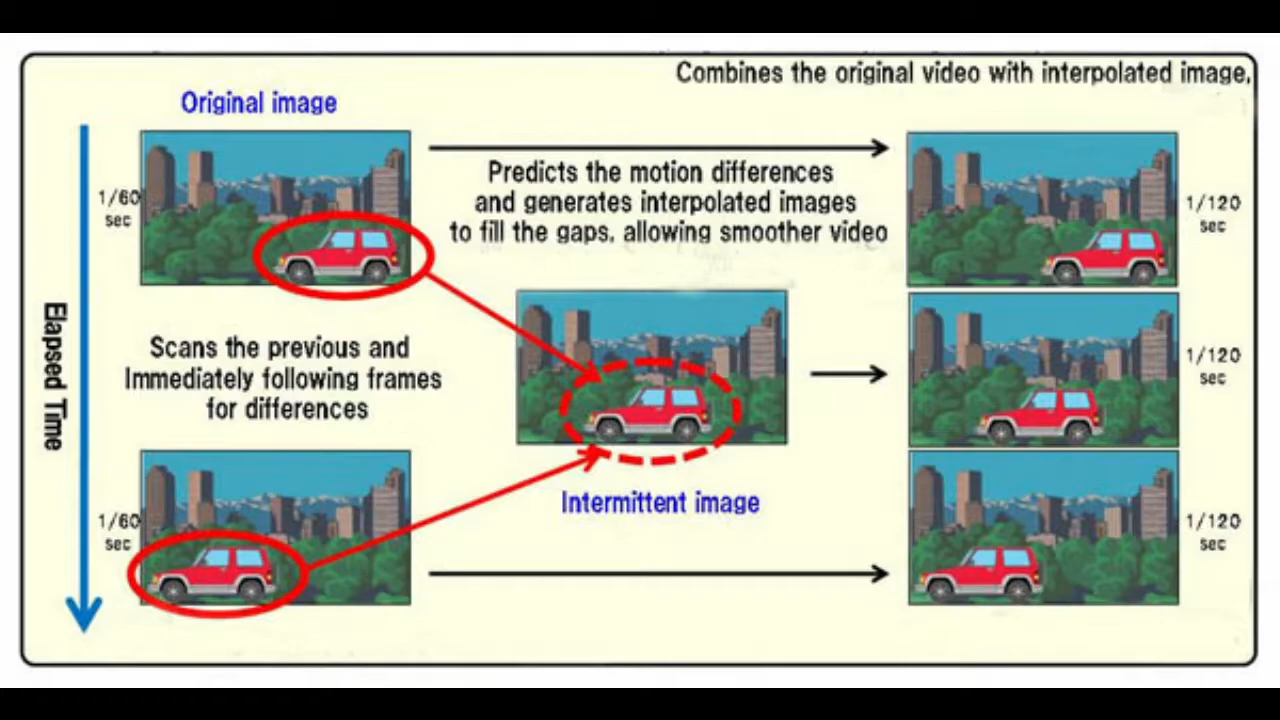 Combines the original video with interpolated image,
Original image
Predicts the motion differences
and generates interpolated images
to fill the gaps, allowing smoother video
1/60
sec
1/120
sec
Elapsed Time
Scans the previous and
Immediately following frames
for differences
1/120
sec
Intermittent image
1/60
sec
1/120
sec